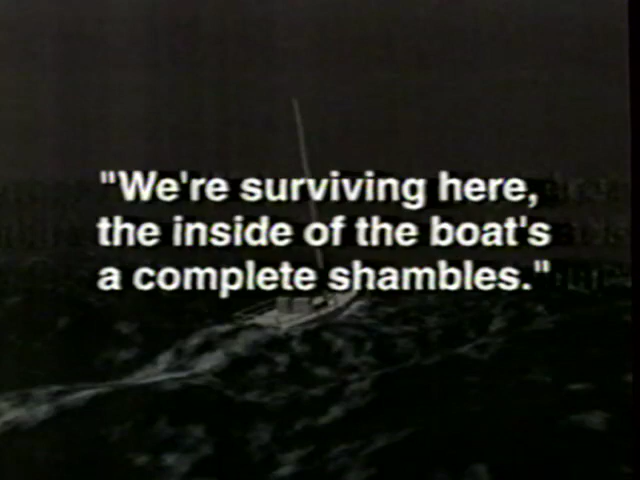 "We're surviving here,
the inside of the boat's
a complete shambles."